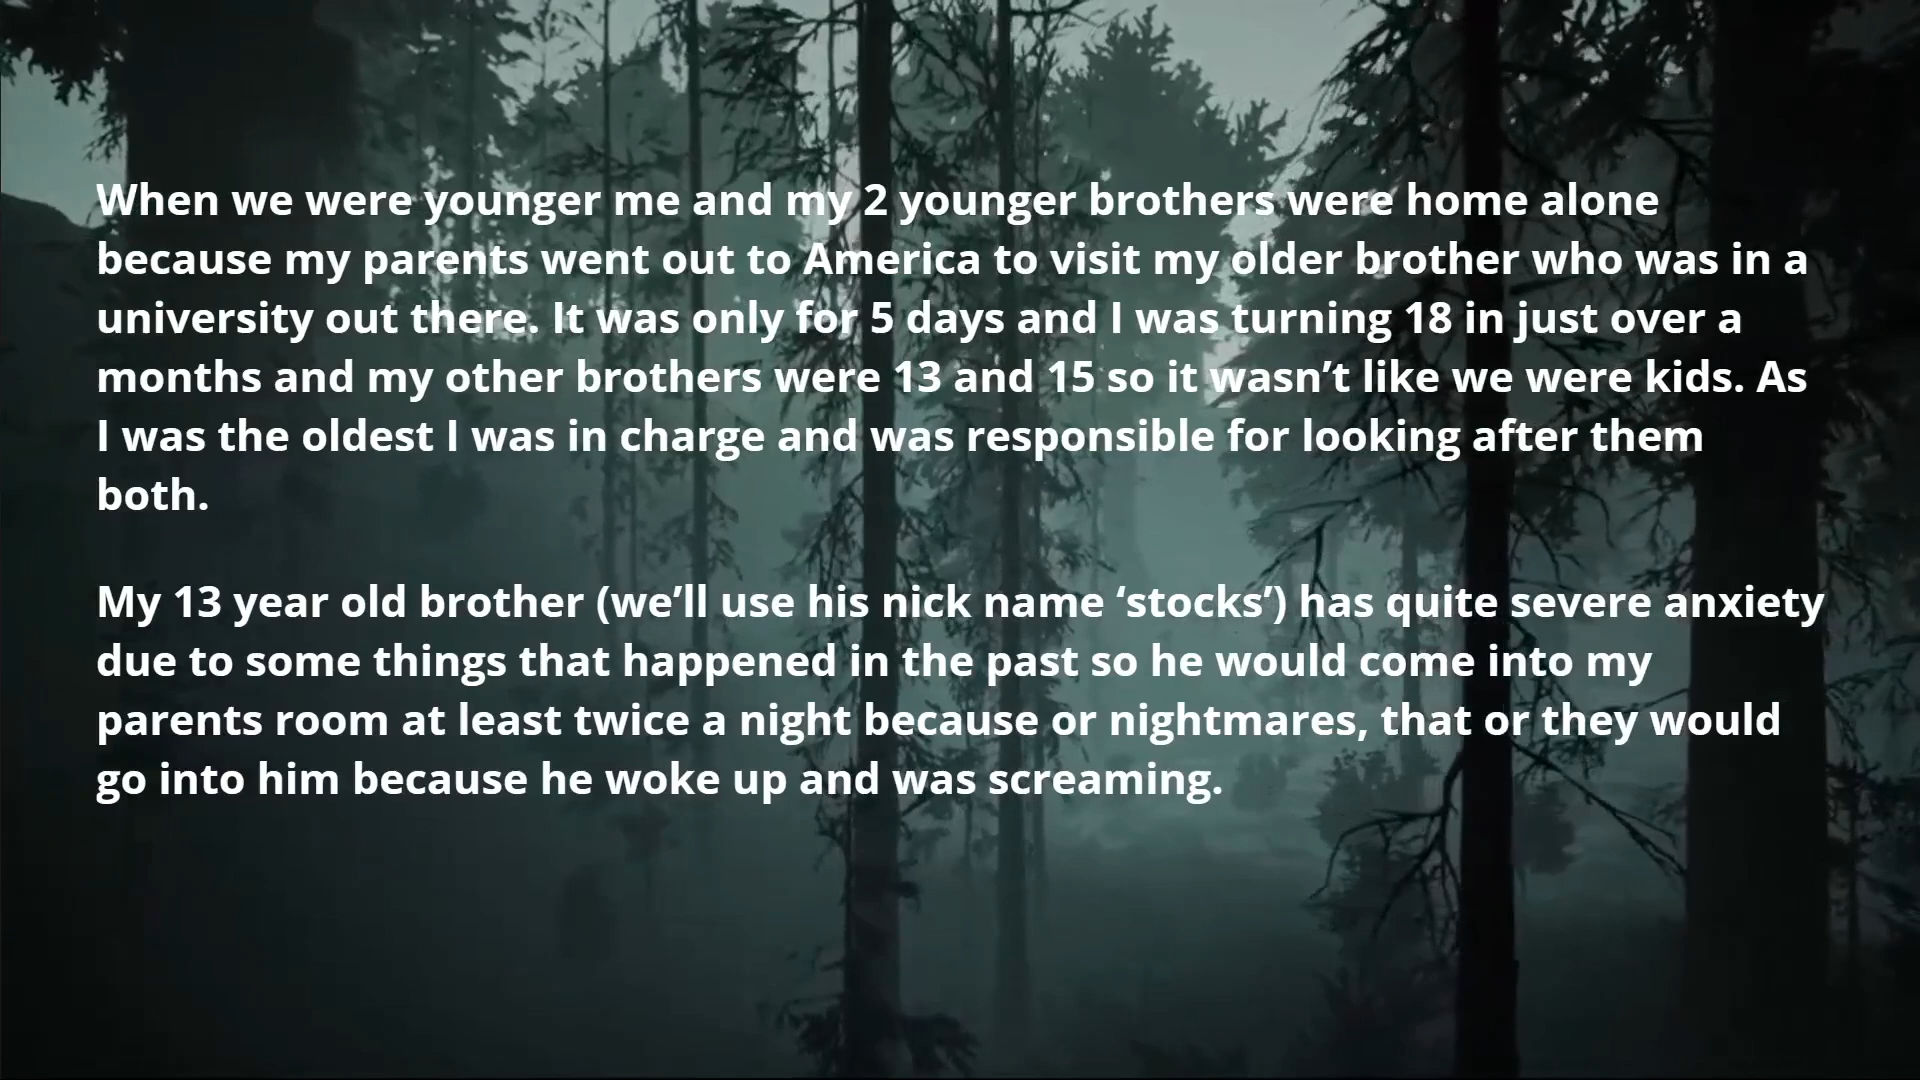 When we were younger me and my 2 younger brothers were home alone
because my parents went out to America to visit my older brother who was in a
university out there. It was only for 5 days and I was turning 18 in just over a
months and my other brothers were 13 and 15 so it wasn’t like we were kids. As
I was the oldest I was in charge and was responsible for looking after them
both.
My 13 year old brother (we’ll use his nick name ‘stocks’) has quite severe anxiety
due to some things that happened in the past so he would come into my
parents room at least twice a night because or nightmares, that or they would
go into him because he woke up and was screaming.